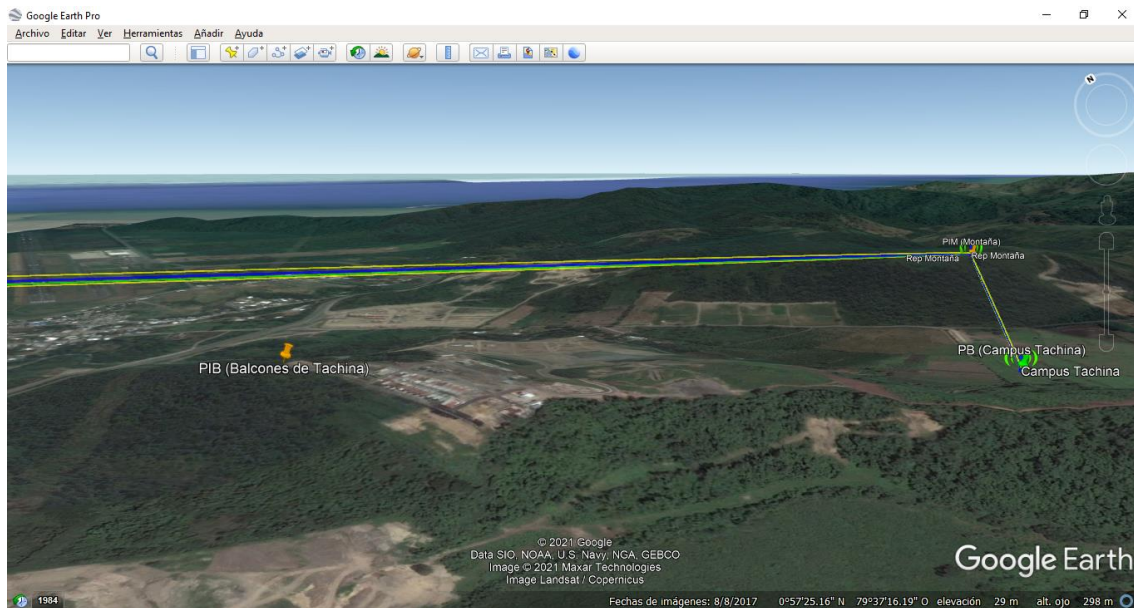 Google Earth Pro
Archivo Editar Ver Herramientas Añadir Ayuda
N
PIM (Montaña)
Rep Montaña
Rep Montaña
PB (Campus Tachina)
Campus Tachina
PIB (Balcones de Tachina)
© 2021 Google
Data SIO, NOAA, U.S. Navy, NGA, GEBCO
Image © 2021 Maxar Technologies
Image Landsat / Copernicus
Google Earth
1984
Fechas de imágenes: 8/8/2017 0°57'25.16" N 79°37'16.19" O elevación 29 m alt. ojo 298 m